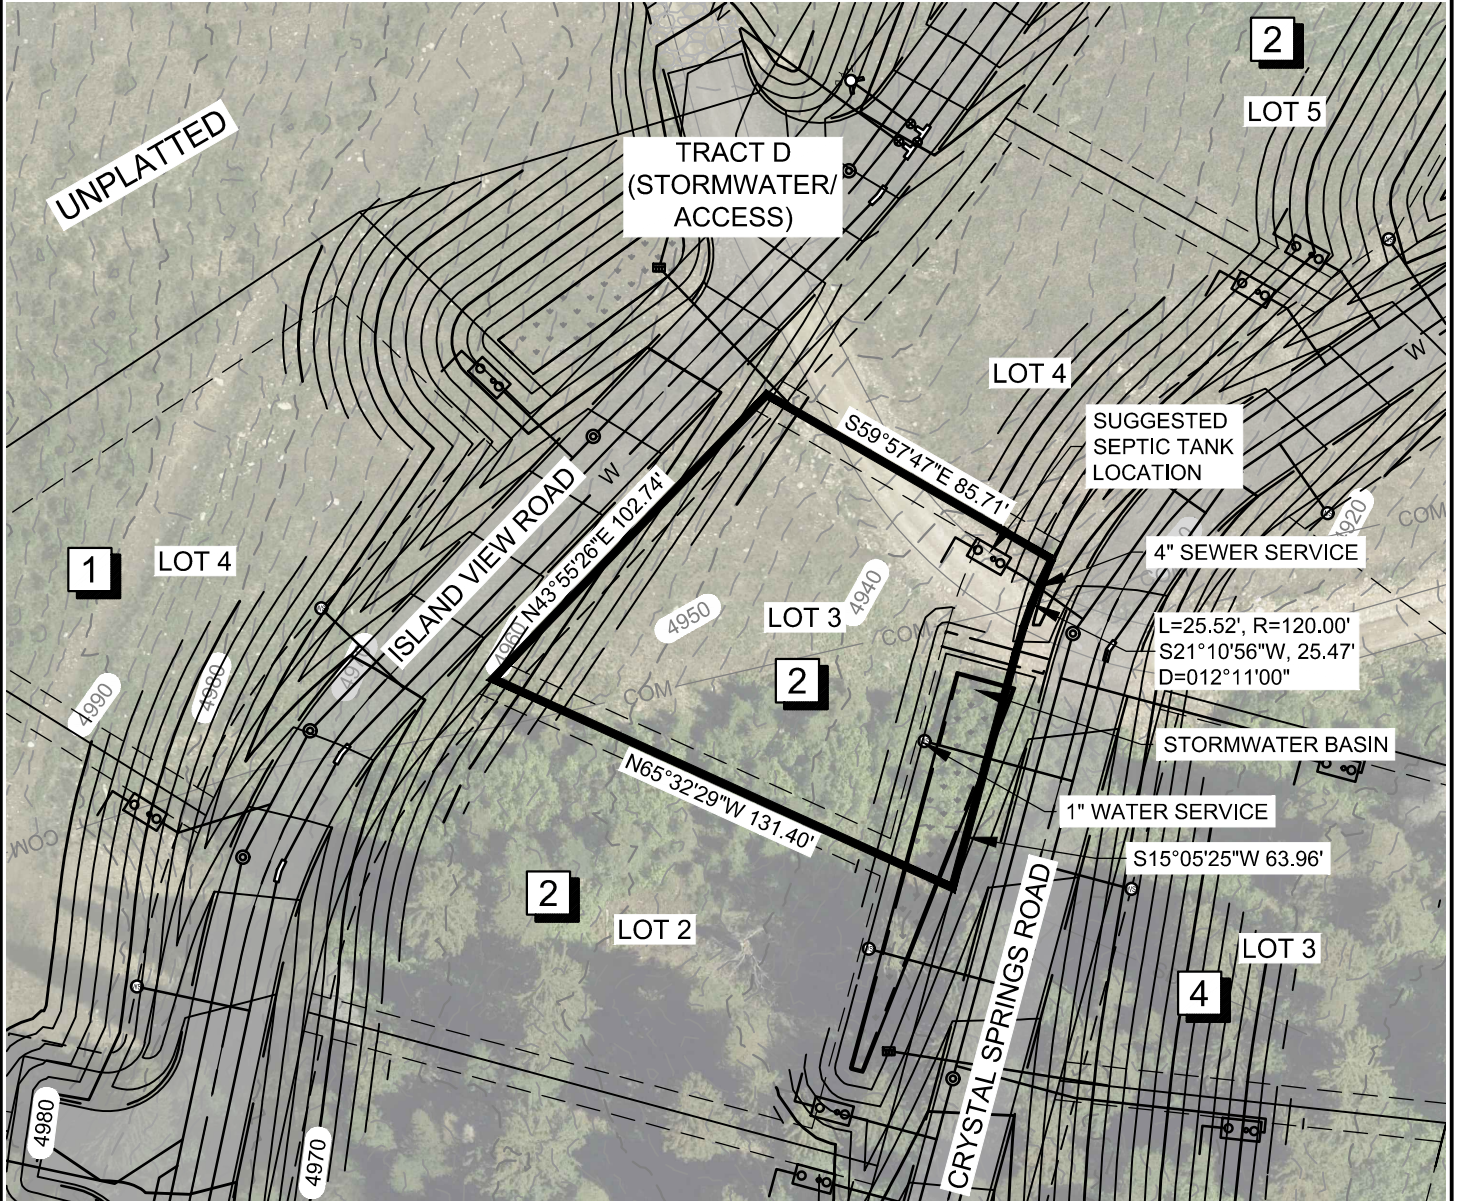 2
LOT 5
UNPLATTED
TRACT D
(STORMWATER/
ACCESS)
W
LOT 4
S59°57'47"E 85.71'
SUGGESTED
SEPTIC TANK
LOCATION
W
ISLAND VIEW ROAD
N43°55'26"E 102.74'
4920
COM
1
LOT 4
4" SEWER SERVICE
4940
4950
LOT 3
COM
4960
L=25.52', R=120.00'
S21°10'56"W, 25.47'
D=012°11'00"
4990
4980
COM
2
STORMWATER BASIN
N65°32'29"W 131.40'
1" WATER SERVICE
COM
S15°05'25"W 63.96'
2
LOT 2
CRYSTAL SPRINGS ROAD
LOT 3
4
4980
4970